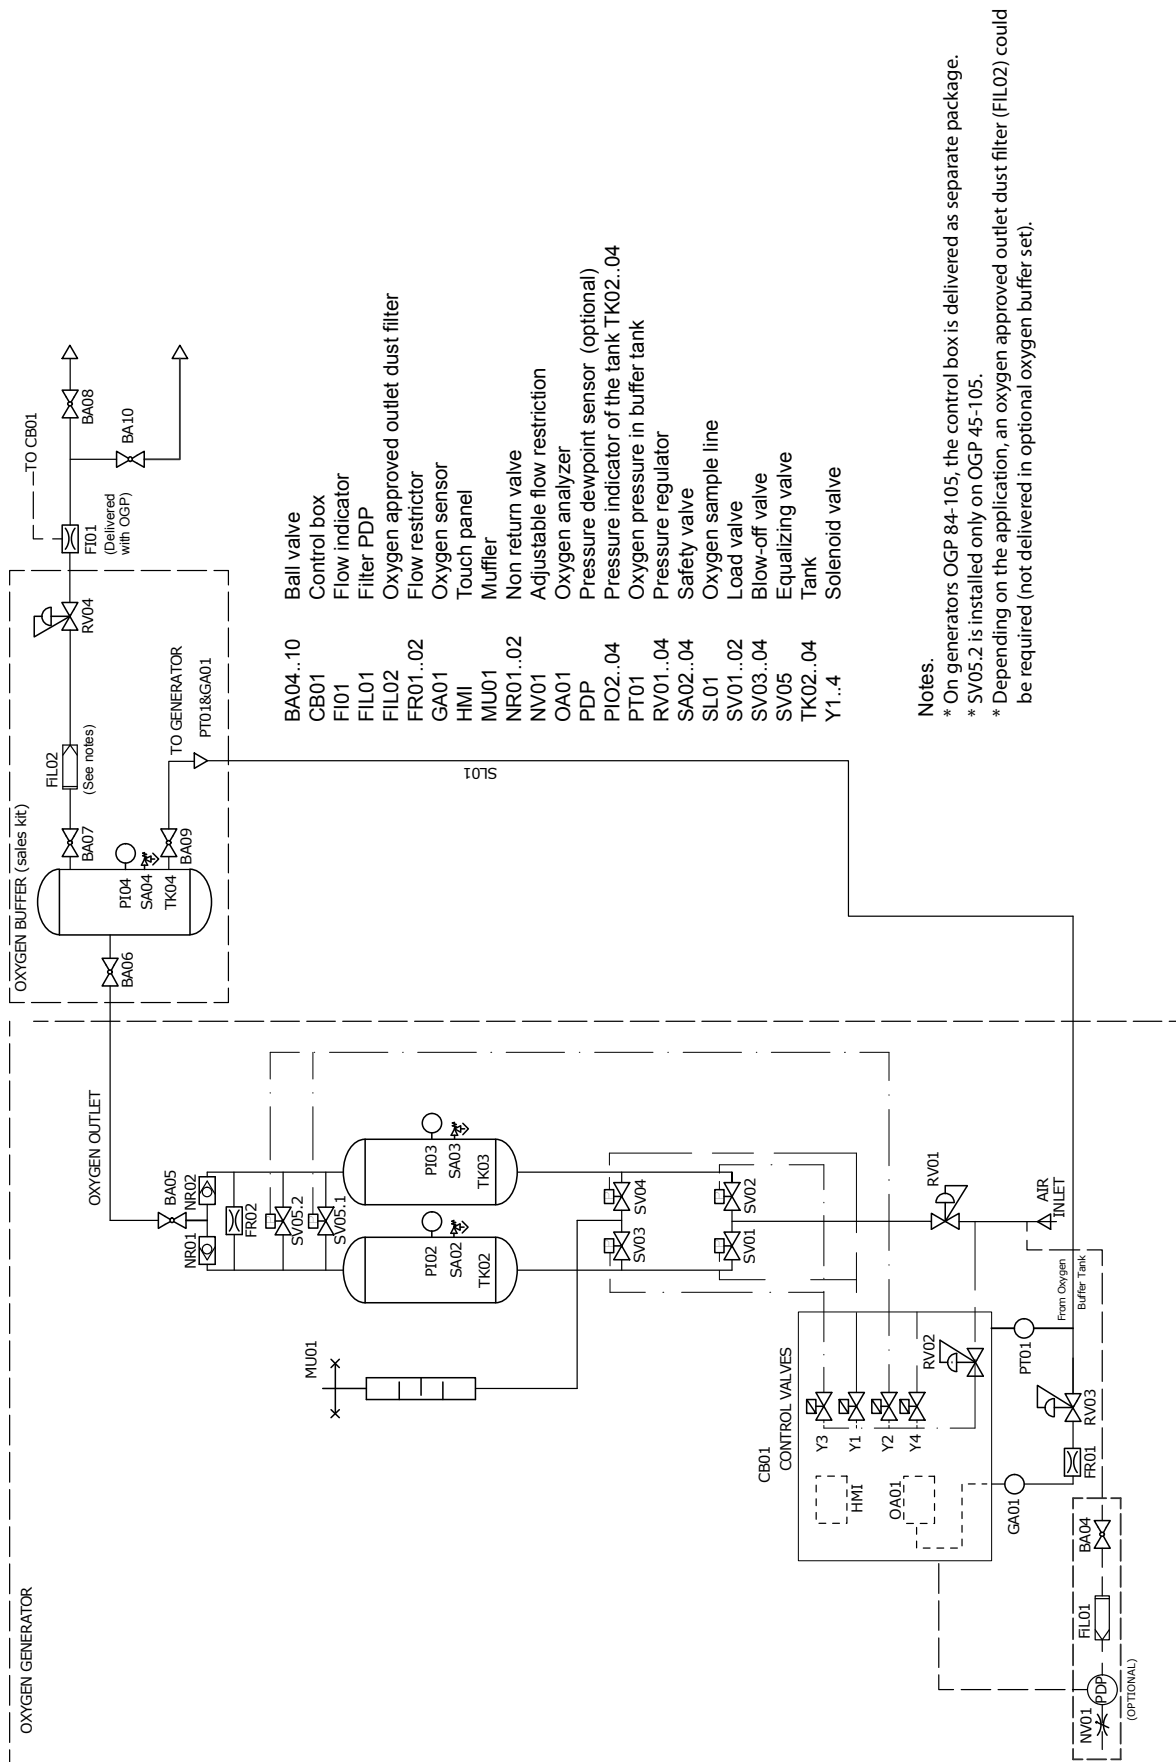 OXYGEN GENERATOR
OXYGEN OUTLET
BA05
NR01
NR02
FR02
SV05.2
SV05.1
PI02
SA02
TK02
PI03
SA03
TK03
MU01
SV03
SV04
SV01
SV02
CB01
CONTROL VALVES
Y3
Y1
Y2
Y4
HMI
OA01
RV02
RV01
AIR
INLET
From Oxygen
Buffer Tank
PT01
GA01
RV03
FR01
BA04
FiL01
PDP
NV01
(OPTIONAL)
OXYGEN BUFFER (sales kit)
BA06
PI04
SA04
TK04
BA07
BA09
FiL02
(See notes)
TO GENERATOR
PT01&GA01
RV04
SL01
FI01
(Delivered
with OGP)
TO CB01
BA08
BA10
BA04..10 Ball valve
CB01 Control box
FI01 Flow indicator
FIL01 Filter PDP
FIL02 Oxygen approved outlet dust filter
FR01..02 Flow restrictor
GA01 Oxygen sensor
HMI Touch panel
MU01 Muffler
NR01..02 Non return valve
NV01 Adjustable flow restriction
OA01 Oxygen analyzer
PDP Pressure dewpoint sensor (optional)
PIO2..04 Pressure indicator of the tank TK02..04
PT01 Oxygen pressure in buffer tank
RV01..04 Pressure regulator
SA02..04 Safety valve
SL01 Oxygen sample line
SV01..02 Load valve
SV03..04 Blow-off valve
SV05 Equalizing valve
TK02..04 Tank
Y1..4 Solenoid valve
Notes.
* On generators OGP 84-105, the control box is delivered as separate package.
* SV05.2 is installed only on OGP 45-105.
* Depending on the application, an oxygen approved outlet dust filter (FIL02) could
be required (not delivered in optional oxygen buffer set).